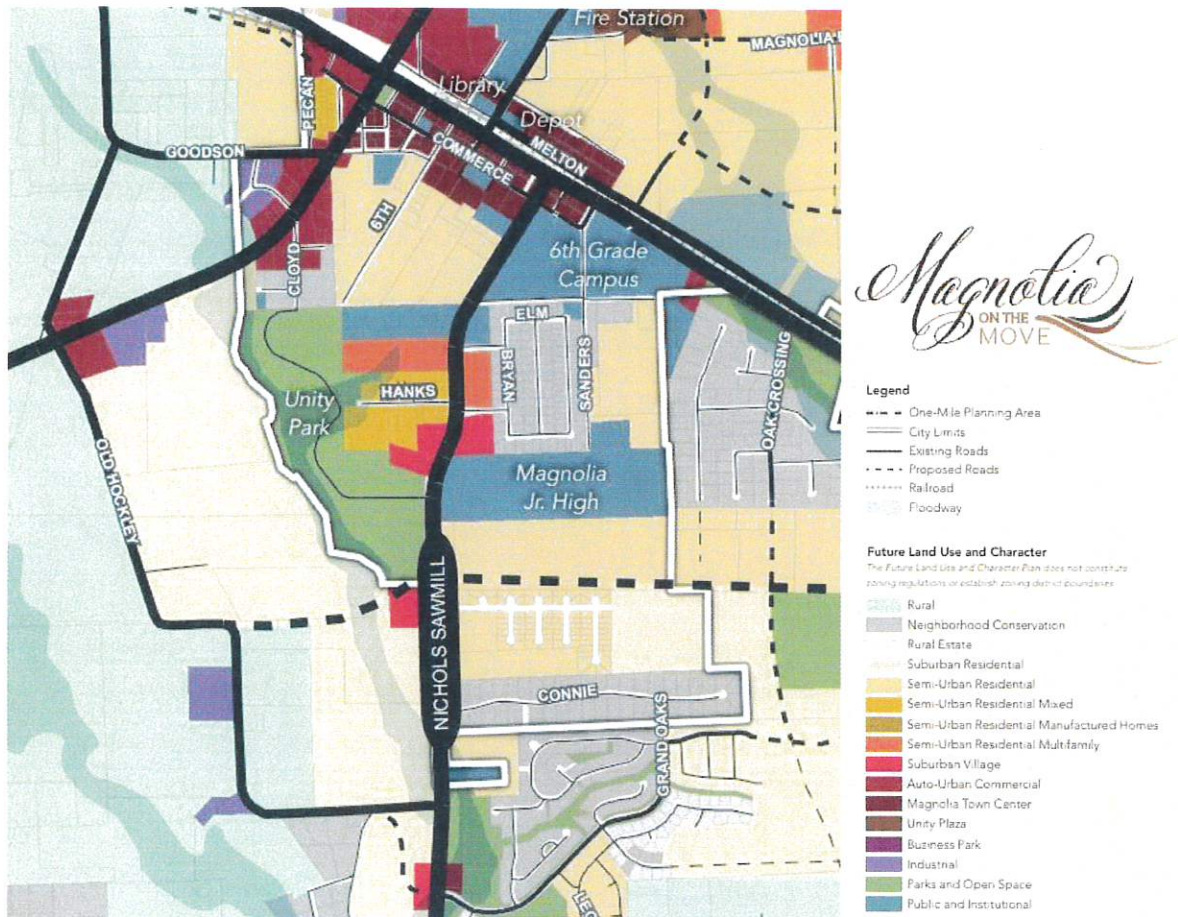 Fire Station
MAGNOLIA
Library
PECAN
Depot
GOODSON
COMMERCE
MELTON
6TH
6th Grade
Campus
CLOYD
ELM
BRYAN
SANDERS
OAK CROSSING
HANKS
Unity
Park
OLD HOCKLEY
Magnolia
Jr. High
NICHOLS SAWMILL
CONNIE
GRAND OAKS
Magnolia
ON THE
MOVE
Legend
One-Mile Planning Area
City Limits
Existing Roads
Proposed Roads
Railroad
Floodway
Future Land Use and Character
The Future Land Use and Character Plan does not constitute
zoning regulations or establish zoning district boundaries
Rural
Neighborhood Conservation
Rural Estate
Suburban Residential
Semi-Urban Residential
Semi-Urban Residential Mixed
Semi-Urban Residential Manufactured Homes
Semi-Urban Residential Multifamily
Suburban Village
Auto-Urban Commercial
Magnolia Town Center
Unity Plaza
Business Park
Industrial
Parks and Open Space
Public and Institutional